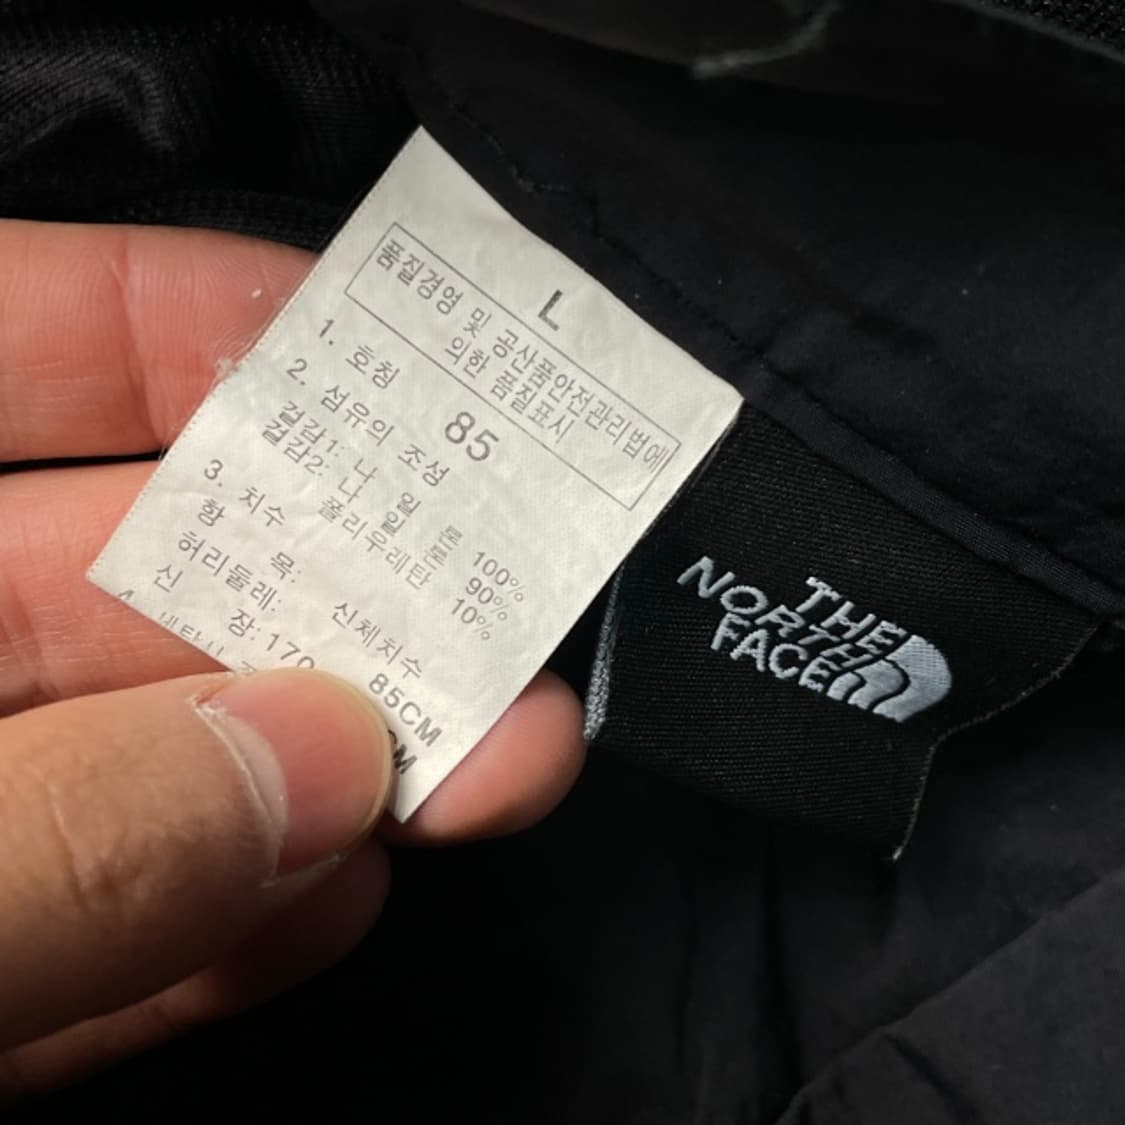 L
품질경영 및 공산품안전관리법에
의한 품질표시
1. 호칭 85
2. 섬유의 조성
겉감1: 나 일 론 100%
겉감2: 나 일 론 90%
폴리우레탄 10%
3. 치수
항 목: 신체치수
허리둘레: 85CM
신 장: 170
THE
NORTH
FACE